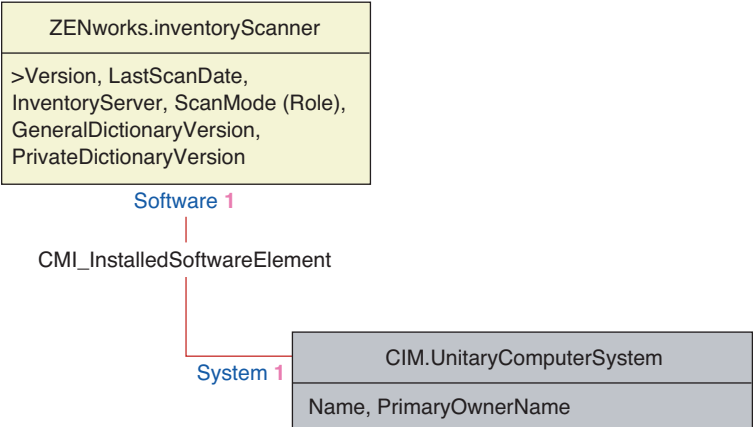 ZENworks.inventoryScanner
>Version, LastScanDate,
InventoryServer, ScanMode (Role),
GeneralDictionaryVersion,
PrivateDictionaryVersion
Software 1
CMI_InstalledSoftwareElement
System 1
CIM.UnitaryComputerSystem
Name, PrimaryOwnerName